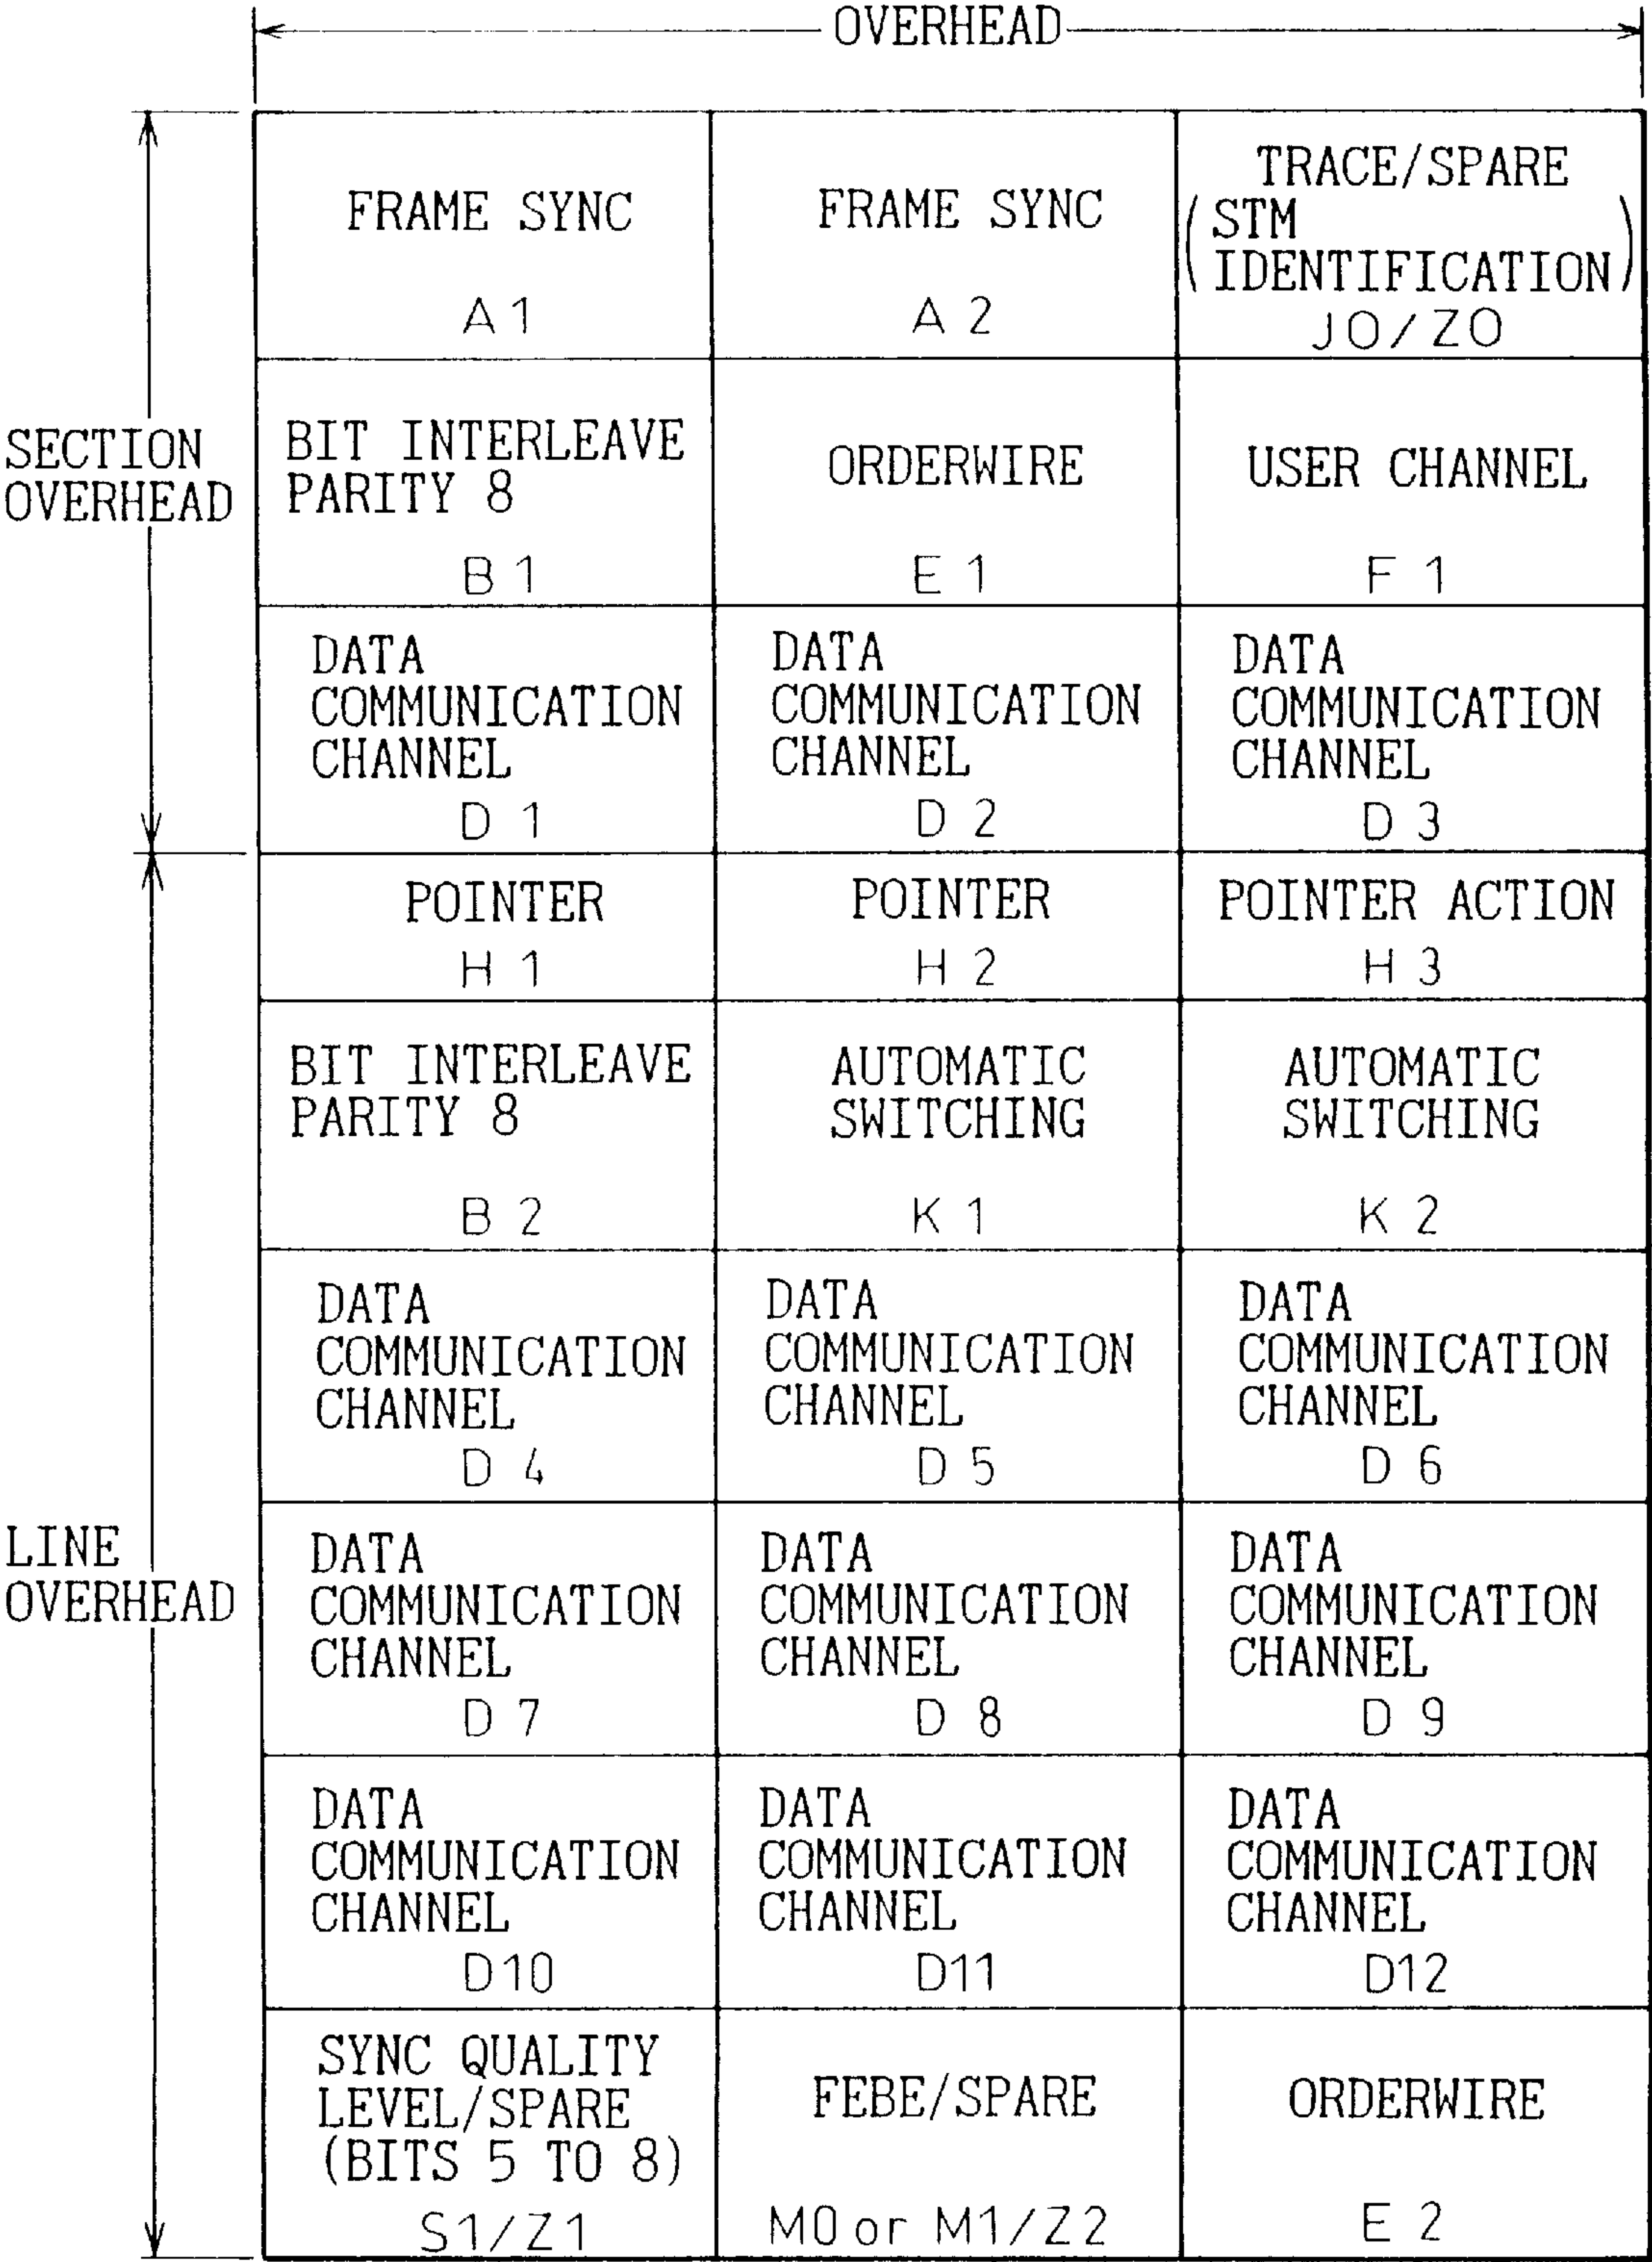 OVERHEAD
SECTION
OVERHEAD
FRAME SYNC
A1
FRAME SYNC
A2
TRACE/SPARE
(STM
IDENTIFICATION)
J0/Z0
BIT INTERLEAVE
PARITY 8
B1
ORDERWIRE
E1
USER CHANNEL
F1
DATA
COMMUNICATION
CHANNEL
D1
DATA
COMMUNICATION
CHANNEL
D2
DATA
COMMUNICATION
CHANNEL
D3
LINE
OVERHEAD
POINTER
H1
POINTER
H2
POINTER ACTION
H3
BIT INTERLEAVE
PARITY 8
B2
AUTOMATIC
SWITCHING
K1
AUTOMATIC
SWITCHING
K2
DATA
COMMUNICATION
CHANNEL
D4
DATA
COMMUNICATION
CHANNEL
D5
DATA
COMMUNICATION
CHANNEL
D6
DATA
COMMUNICATION
CHANNEL
D7
DATA
COMMUNICATION
CHANNEL
D8
DATA
COMMUNICATION
CHANNEL
D9
DATA
COMMUNICATION
CHANNEL
D10
DATA
COMMUNICATION
CHANNEL
D11
DATA
COMMUNICATION
CHANNEL
D12
SYNC QUALITY
LEVEL/SPARE
(BITS 5 TO 8)
S1/Z1
FEBE/SPARE
M0 or M1/Z2
ORDERWIRE
E2